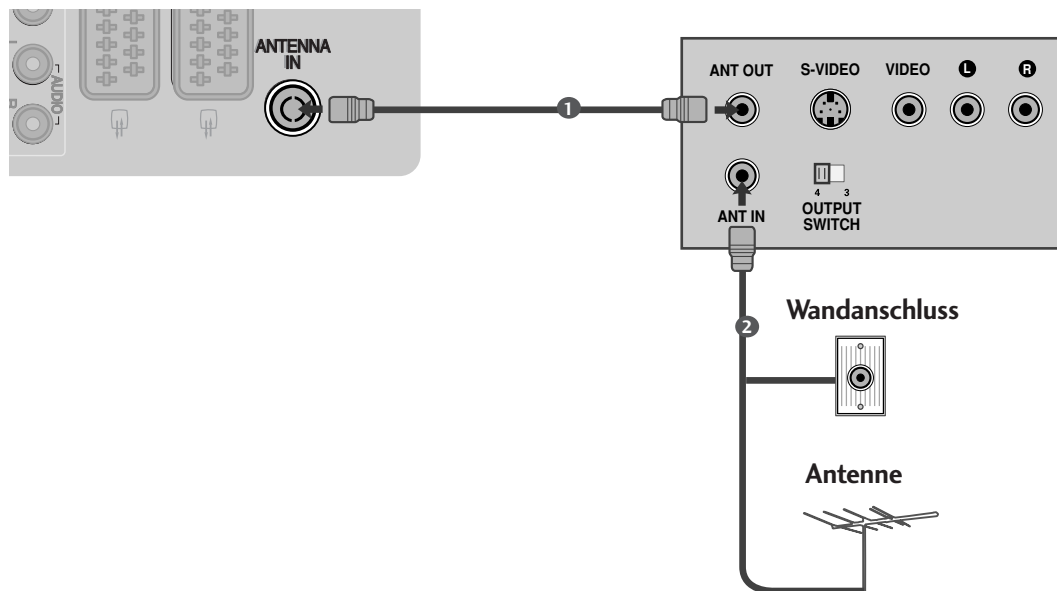 AUDIO
R
ANTENNA
IN
1
ANT OUT
S-VIDEO
VIDEO
L
R
4
3
OUTPUT
SWITCH
ANT IN
2
Wandanschluss
Antenne